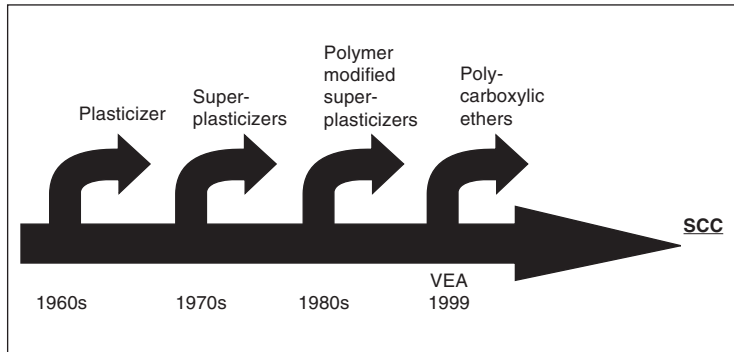 Plasticizer
Super-
plasticizers
Polymer
modified
super-
plasticizers
Poly-
carboxylic
ethers
SCC
VEA
1960s
1970s
1980s
1999